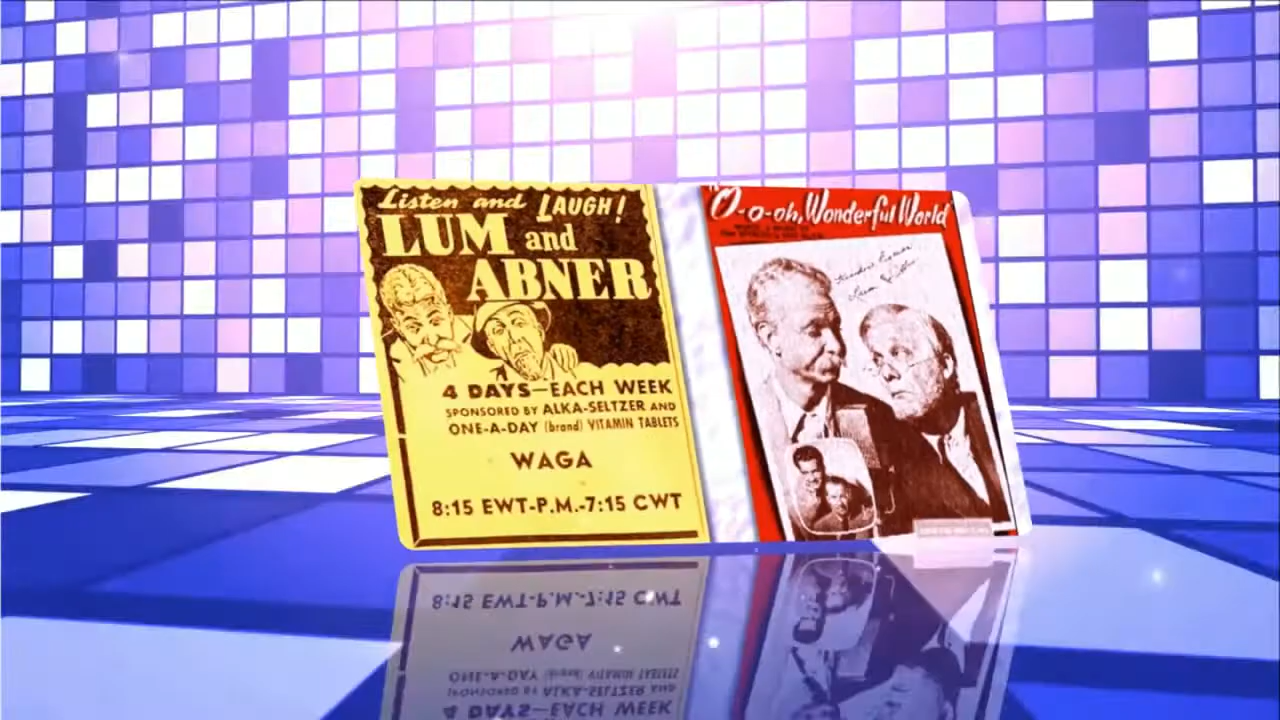 Listen and LAUGH!
LUM and
ABNER
4 DAYS—EACH WEEK
SPONSORED BY ALKA-SELTZER AND
ONE-A-DAY (brand) VITAMIN TABLETS
WAGA
8:15 EWT-P.M.-7:15 CWT
"O-o-oh, Wonderful World